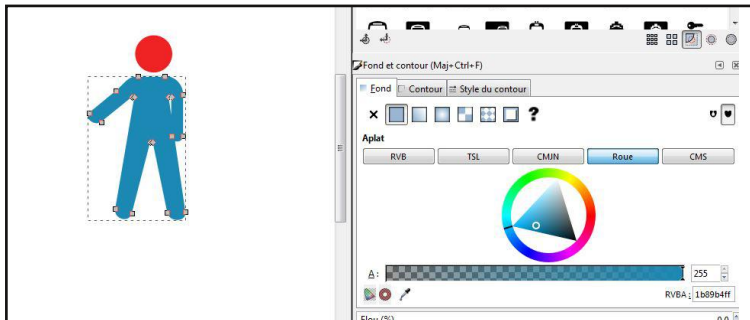 Fond et contour (Maj+Ctrl+F)
Fond Contour Style du contour
?
Aplat
RVB TSL CMJN Roue CMS
A : 255
RVBA : 1b89b4ff
Flou (%) 0,0